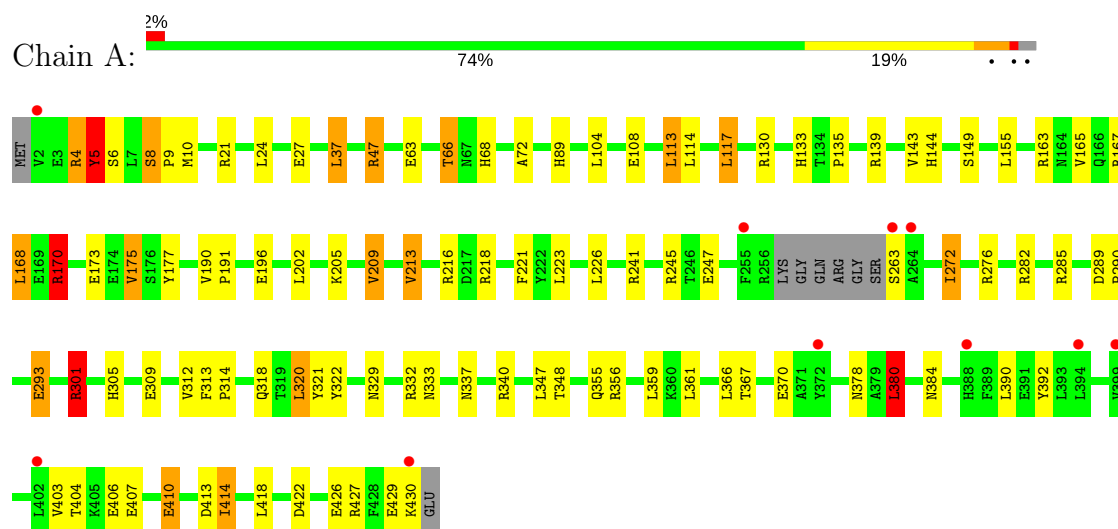 2%
Chain A:
74% 19% • • •
MET V2 E3 R4 Y5 S6 L7 S8 P9 M10 R21 L24 E27 L37 R47 E63 T66 N67 H68 A72 H89 L104 E108 L113 L114 L117 R130 H133 T134 P135 R139 V143 H144 S149 L155 R163 N164 V165 Q166 R167
L168 E169 R170 E173 E174 V175 S176 Y177 V190 P191 E196 L202 K205 V209 V213 R216 D217 R218 F221 Y222 L223 L226 R241 R245 T246 E247 F255 R256 LYS GLY GLN ARG GLY SER S263 A264 I272 R276 R282 R285 D289
E293 R301 H305 E309 V312 F313 P314 Q318 T319 L320 Y321 Y322 N329 R332 N333 N337 R340 L347 T348 Q355 R356 L359 K360 L361 L366 T367 E370 A371 Y372 N378 A379 L380 N384 H388 F389 L390 E391 Y392 L393 L394
L402 V403 T404 K405 E406 E407 E410 D413 I414 L418 D422 E426 R427 F428 E429 K430 GLU